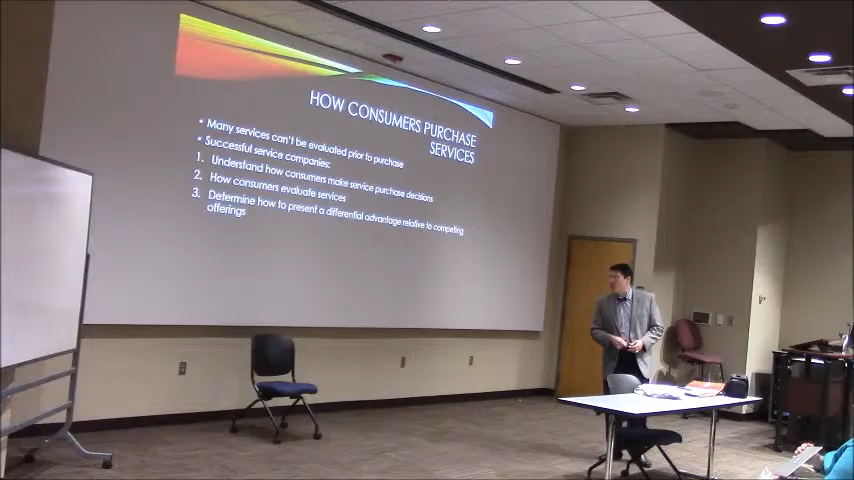 HOW CONSUMERS PURCHASE
SERVICES
• Many services can't be evaluated prior to purchase
• Successful service companies:
1. Understand how consumers make service purchase decisions
2. How consumers evaluate services
3. Determine how to present a differential advantage relative to competing
offerings